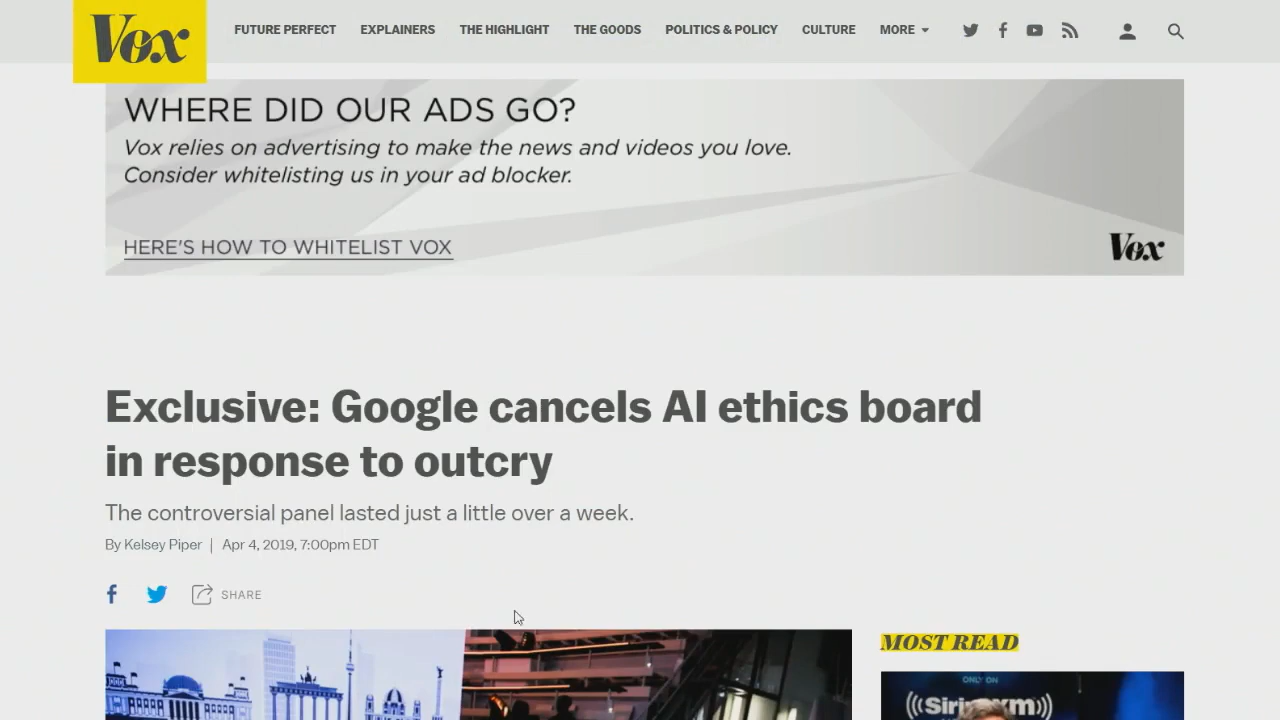 Vox
FUTURE PERFECT EXPLAINERS THE HIGHLIGHT THE GOODS POLITICS & POLICY CULTURE MORE
WHERE DID OUR ADS GO?
Vox relies on advertising to make the news and videos you love.
Consider whitelisting us in your ad blocker.
HERE'S HOW TO WHITELIST VOX
Vox
Exclusive: Google cancels AI ethics board
in response to outcry
The controversial panel lasted just a little over a week.
By Kelsey Piper | Apr 4, 2019, 7:00pm EDT
SHARE
MOST READ
ONLY ON
((SiriusXM))